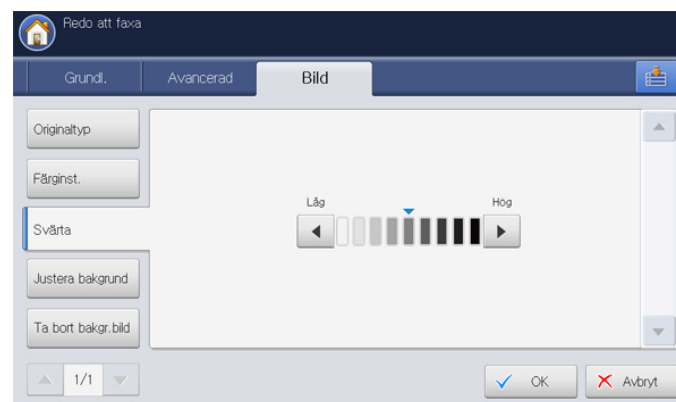 Redo att faxa
Grundl.
Avancerad
Bild
Originaltyp
Färginst.
Svärta
Justera bakgrund
Ta bort bakgr.bild
Låg
Hög
1/1
OK
Avbryt